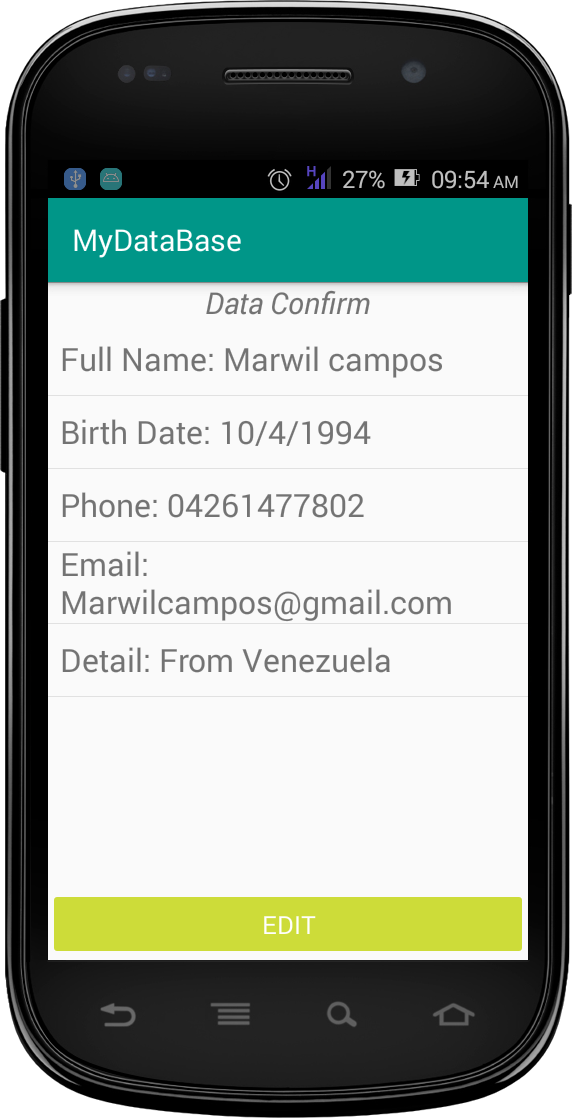 H 27% 09:54 AM
MyDataBase
Data Confirm
Full Name: Marwil campos
Birth Date: 10/4/1994
Phone: 04261477802
Email:
Marwilcampos@gmail.com
Detail: From Venezuela
EDIT